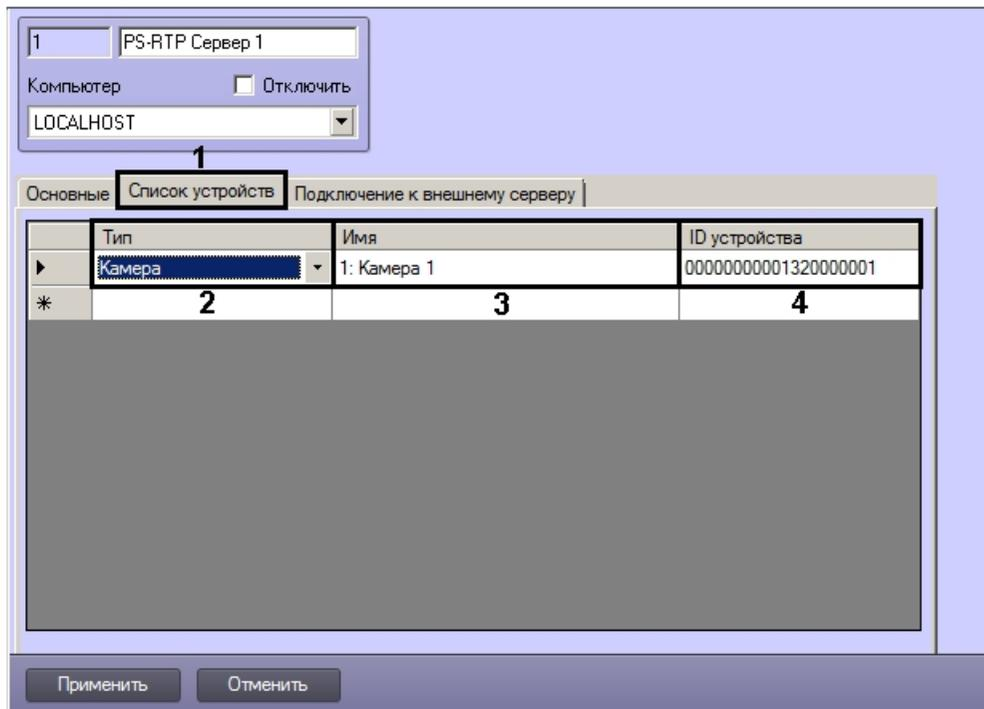 1 PS-RTP Сервер 1
Компьютер Отключить
LOCALHOST
1
Основные Список устройств Подключение к внешнему серверу
Тип Имя ID устройства
Камера 1: Камера 1 00000000001320000001
2 3 4
Применить Отменить